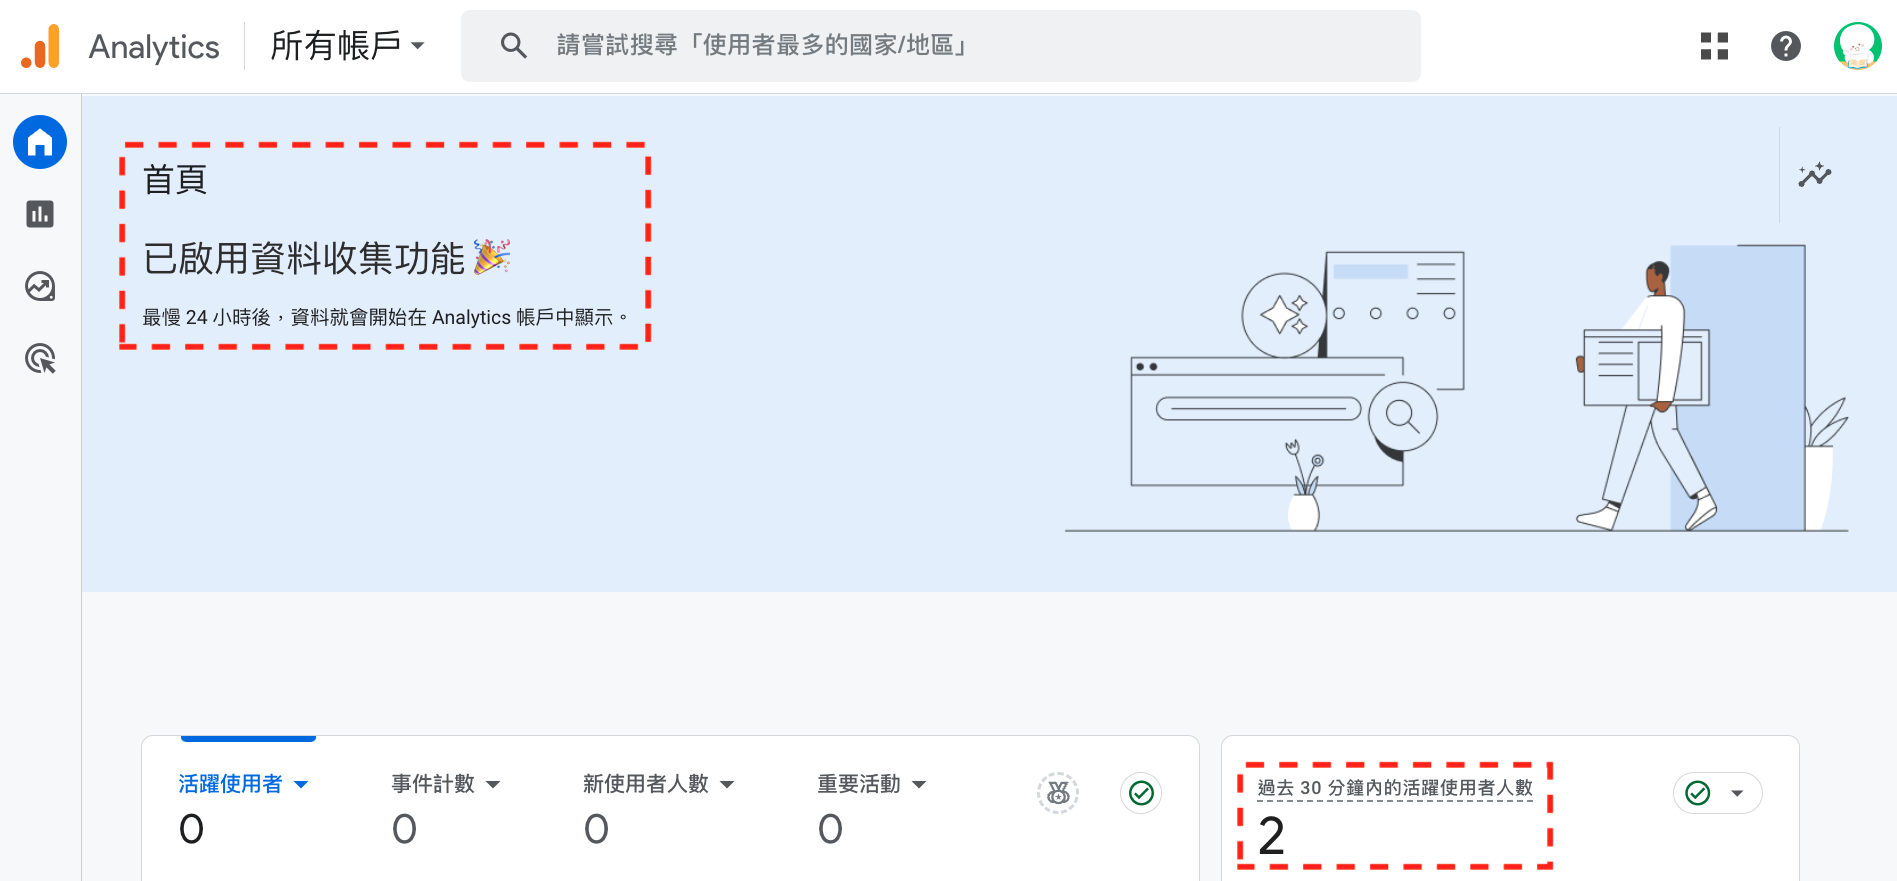 Analytics
所有帳戶
請嘗試搜尋「使用者最多的國家/地區」
首頁
已啟用資料收集功能🎉
最慢 24 小時後，資料就會開始在 Analytics 帳戶中顯示。
活躍使用者
0
事件計數
0
新使用者人數
0
重要活動
0
過去 30 分鐘內的活躍使用者人數
2